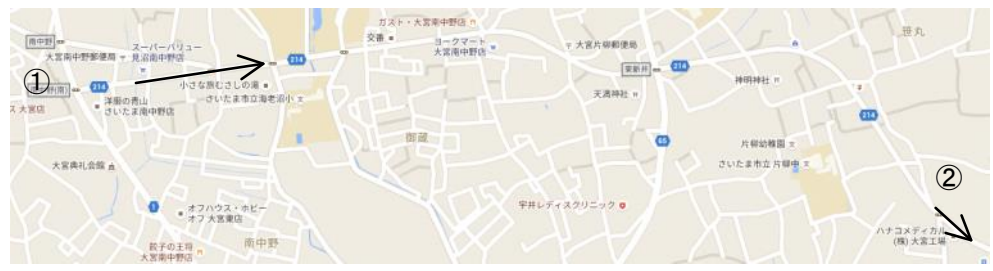 南中野
大宮南中野郵便局
スーパーバリュー
見沼南中野店
①
野(南)
214
洋服の青山
さいたま南中野店
ス 大宮店
大宮典礼会館
1
オフハウス・ホビー
オフ 大宮東店
餃子の王将
大宮南中野店
南中野
小さな旅むさしの湯
さいたま市立海老沼小
214
交番
ガスト・大宮南中野店
ヨークマート
大宮南中野店
御蔵
大宮片柳郵便局
東新井
214
天満神社
神明神社
65
宇井レディスクリニック
笹丸
214
片柳幼稚園
さいたま市立 片柳中
②
ハナコメディカル
(株) 大宮工場